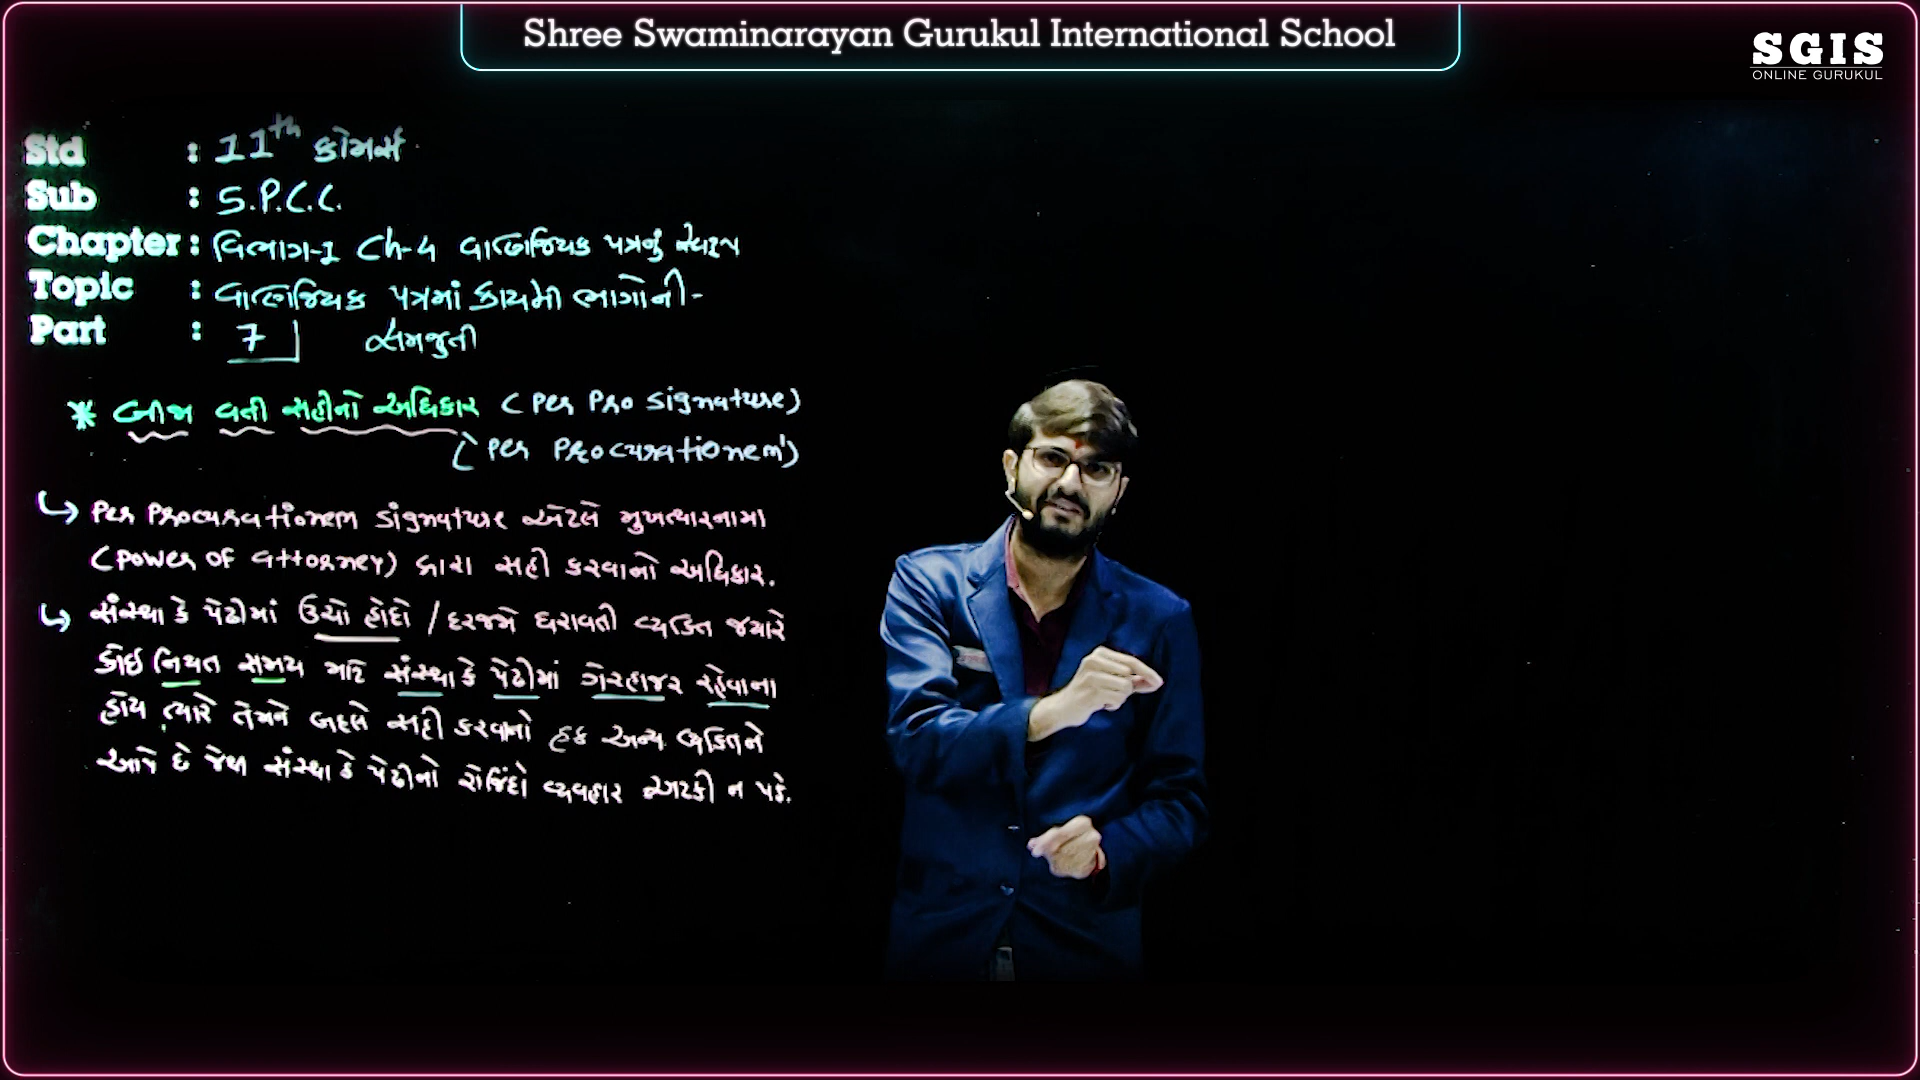 Shree Swaminarayan Gurukul International School
SGIS
ONLINE GURUKUL
Std : 11th કોમર્સ
Sub : S.P.C.C.
Chapter : વિભાગ-1 Ch-4 વાણિજ્યિક પત્રનું સ્વરૂપ
Topic : વાણિજ્યિક પત્રમાં કાયમી ભાગોની-
Part : 7 સમજુતી
* બીજા વતી સહીનો અધિકાર (Per Pro signature)
(Per Procurationem)
↳ Per Procurationem signature એટલે મુખત્યારનામા
(Power of attorney) દ્વારા સહી કરવાનો અધિકાર.
↳ સંસ્થા કે પેઢીમાં ઉંચો હોદ્દો / દરજ્જો ધરાવતી વ્યક્તિ જ્યારે
કોઇ નિયત સમય માટે સંસ્થા કે પેઢીમાં ગેરહાજર રહેવાના
હોય ત્યારે તેમને બદલે સહી કરવાનો હક અન્ય વ્યક્તિને
આપે છે જેથી સંસ્થા કે પેઢીનો રોજિંદો વ્યવહાર અટકી ન પડે.